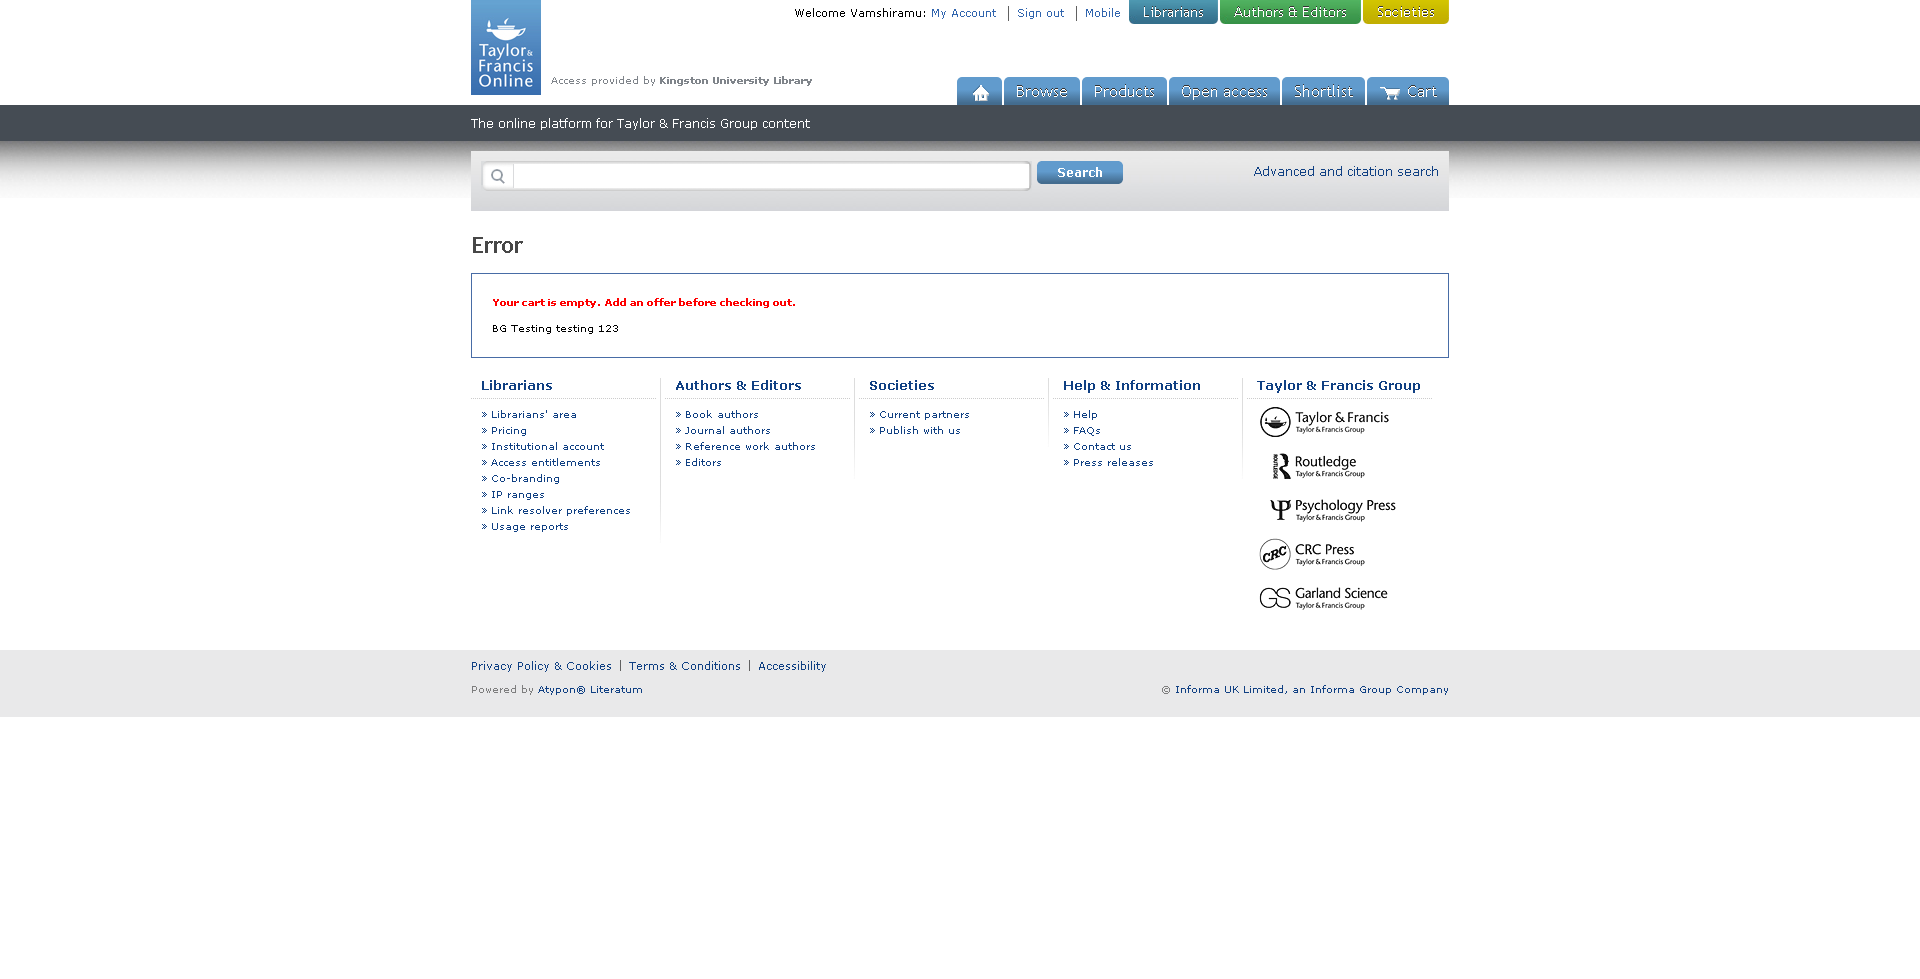 Welcome Vamshiramu: My Account | Sign out | Mobile Librarians Authors & Editors Societies
Taylor &
Francis
Online
Access provided by Kingston University Library
Browse Products Open access Shortlist Cart
The online platform for Taylor & Francis Group content
Search Advanced and citation search
Error
Your cart is empty. Add an offer before checking out.
BG Testing testing 123
Librarians
» Librarians' area
» Pricing
» Institutional account
» Access entitlements
» Co-branding
» IP ranges
» Link resolver preferences
» Usage reports
Authors & Editors
» Book authors
» Journal authors
» Reference work authors
» Editors
Societies
» Current partners
» Publish with us
Help & Information
» Help
» FAQs
» Contact us
» Press releases
Taylor & Francis Group
Taylor & Francis
Taylor & Francis Group
ROUTLEDGE
Routledge
Taylor & Francis Group
Psychology Press
Taylor & Francis Group
CRC
CRC Press
Taylor & Francis Group
GS
Garland Science
Taylor & Francis Group
Privacy Policy & Cookies | Terms & Conditions | Accessibility
Powered by Atypon® Literatum
© Informa UK Limited, an Informa Group Company